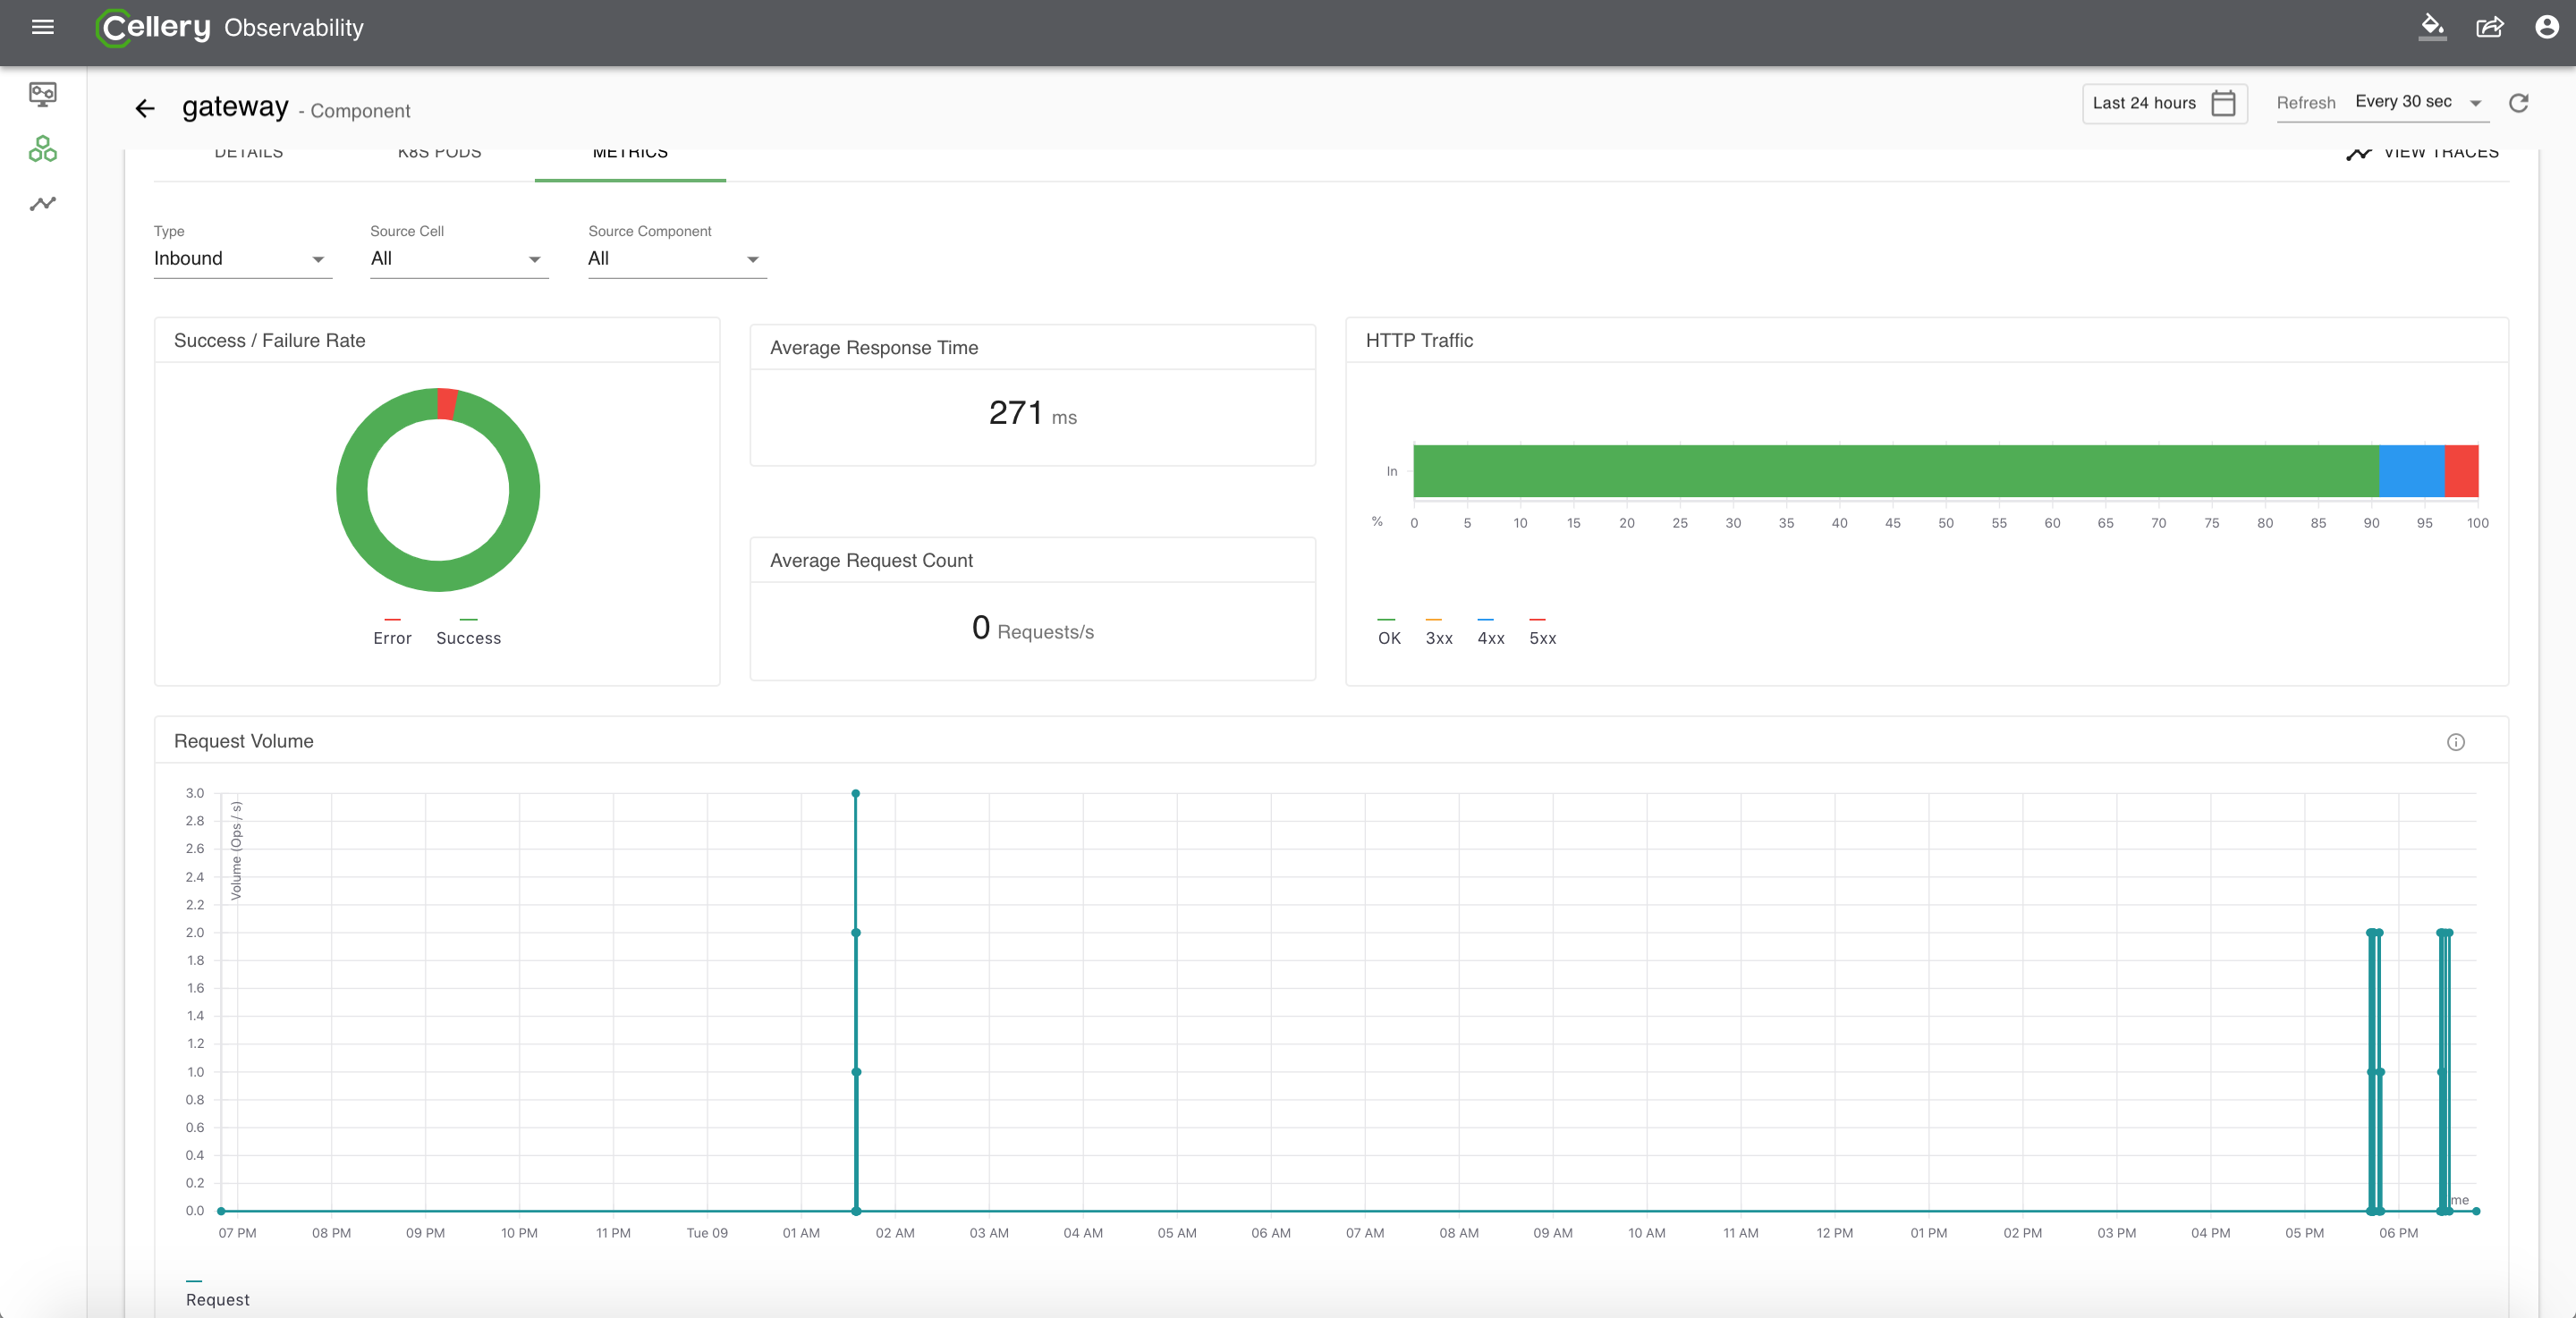 Cellery Observability
gateway - Component
Last 24 hours
Refresh Every 30 sec
DETAILS K8S PODS METRICS VIEW TRACES
Type Source Cell Source Component
Inbound All All
Success / Failure Rate
Error Success
Average Response Time
271 ms
Average Request Count
0 Requests/s
HTTP Traffic
In
% 0 5 10 15 20 25 30 35 40 45 50 55 60 65 70 75 80 85 90 95 100
OK 3xx 4xx 5xx
Request Volume
Volume (Ops / s)
3.0
2.8
2.6
2.4
2.2
2.0
1.8
1.6
1.4
1.2
1.0
0.8
0.6
0.4
0.2
0.0
me
07 PM 08 PM 09 PM 10 PM 11 PM Tue 09 01 AM 02 AM 03 AM 04 AM 05 AM 06 AM 07 AM 08 AM 09 AM 10 AM 11 AM 12 PM 01 PM 02 PM 03 PM 04 PM 05 PM 06 PM
Request